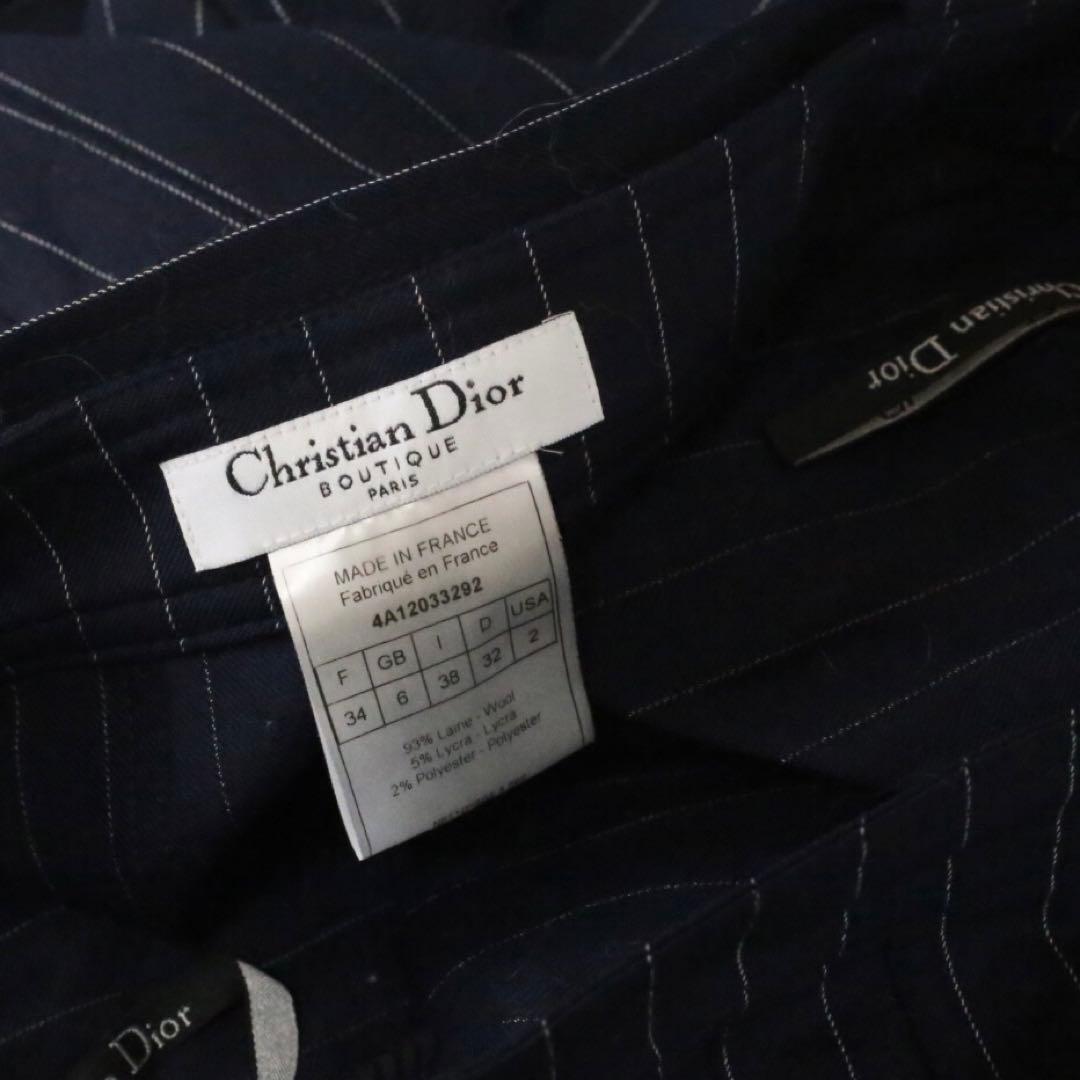 Christian Dior
BOUTIQUE
PARIS
MADE IN FRANCE
Fabriqué en France
4A12033292
F GB I D USA
34 6 38 32 2
93% Laine - Wool
5% Lycra - Lycra
2% Polyester - Polyester
Christian Dior
Dior